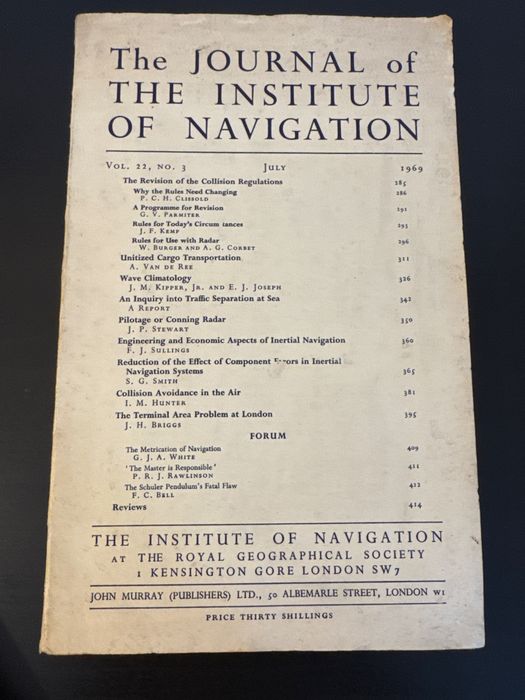 The JOURNAL of
THE INSTITUTE
OF NAVIGATION
VOL. 22, NO. 3 JULY 1969
The Revision of the Collision Regulations 285
Why the Rules Need Changing 286
P. C. H. CLISSOLD
A Programme for Revision 291
G. V. PARMITER
Rules for Today's Circum tances 293
J. F. KEMP
Rules for Use with Radar 296
W. BURGER AND A. G. CORBET
Unitized Cargo Transportation 311
A. VAN DE REE
Wave Climatology 326
J. M. KIPPER, JR. AND E. J. JOSEPH
An Inquiry into Traffic Separation at Sea 342
A REPORT
Pilotage or Conning Radar 350
J. P. STEWART
Engineering and Economic Aspects of Inertial Navigation 360
F. J. SULLINGS
Reduction of the Effect of Component Errors in Inertial
Navigation Systems 365
S. G. SMITH
Collision Avoidance in the Air 381
I. M. HUNTER
The Terminal Area Problem at London 395
J. H. BRIGGS
FORUM
The Metrication of Navigation 409
G. J. A. WHITE
'The Master is Responsible' 411
P. R. J. RAWLINSON
The Schuler Pendulum's Fatal Flaw 412
F. C. BELL
Reviews 414
THE INSTITUTE OF NAVIGATION
AT THE ROYAL GEOGRAPHICAL SOCIETY
1 KENSINGTON GORE LONDON SW7
JOHN MURRAY (PUBLISHERS) LTD., 50 ALBEMARLE STREET, LONDON W1
PRICE THIRTY SHILLINGS